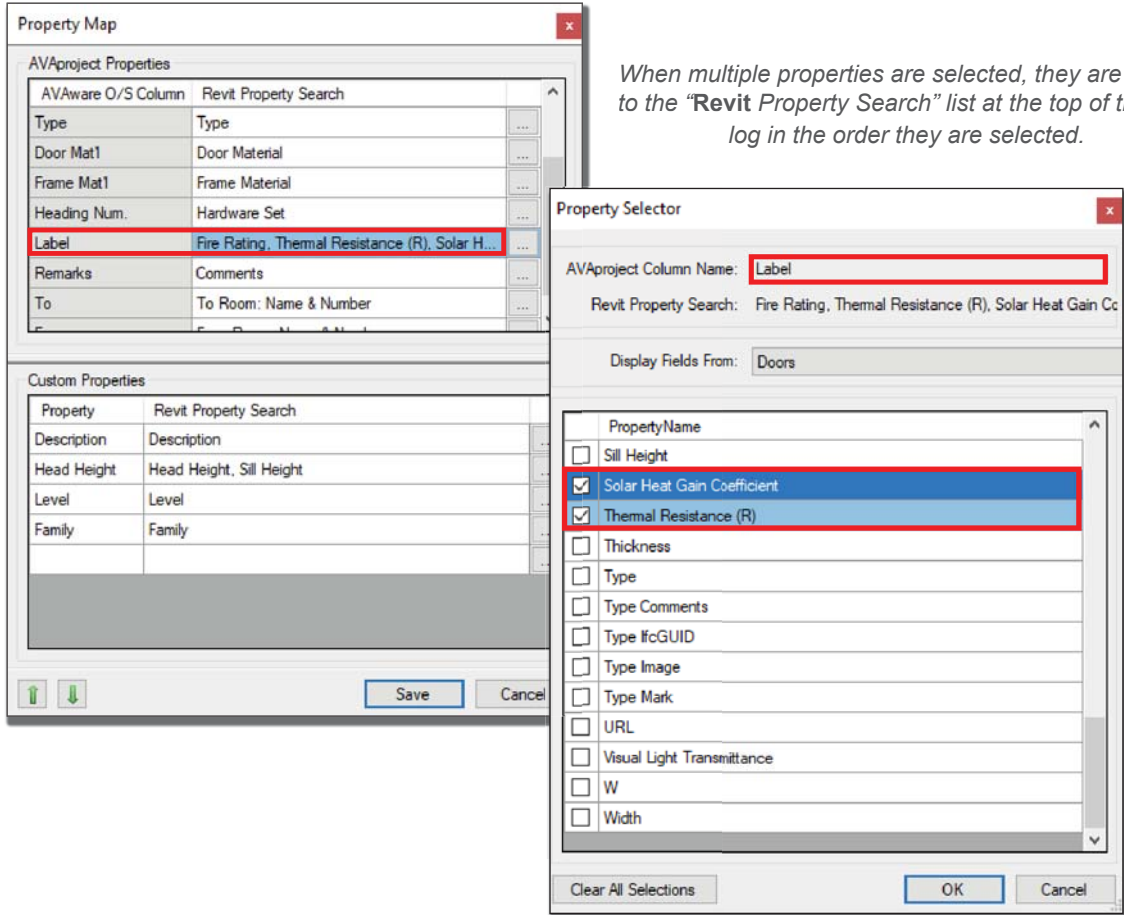 Property Map
x
AVAproject Properties
AVAware O/S Column Revit Property Search
Type Type ...
Door Mat1 Door Material ...
Frame Mat1 Frame Material ...
Heading Num. Hardware Set ...
Label Fire Rating, Thermal Resistance (R), Solar H... ...
Remarks Comments ...
To To Room: Name & Number ...
Custom Properties
Property Revit Property Search
Description Description
Head Height Head Height, Sill Height
Level Level
Family Family
Save Cancel
When multiple properties are selected, they are
to the “Revit Property Search” list at the top of
log in the order they are selected.
Property Selector
x
AVAproject Column Name: Label
Revit Property Search: Fire Rating, Thermal Resistance (R), Solar Heat Gain Co
Display Fields From: Doors
PropertyName
Sill Height
Solar Heat Gain Coefficient
Thermal Resistance (R)
Thickness
Type
Type Comments
Type IfcGUID
Type Image
Type Mark
URL
Visual Light Transmittance
W
Width
Clear All Selections OK Cancel